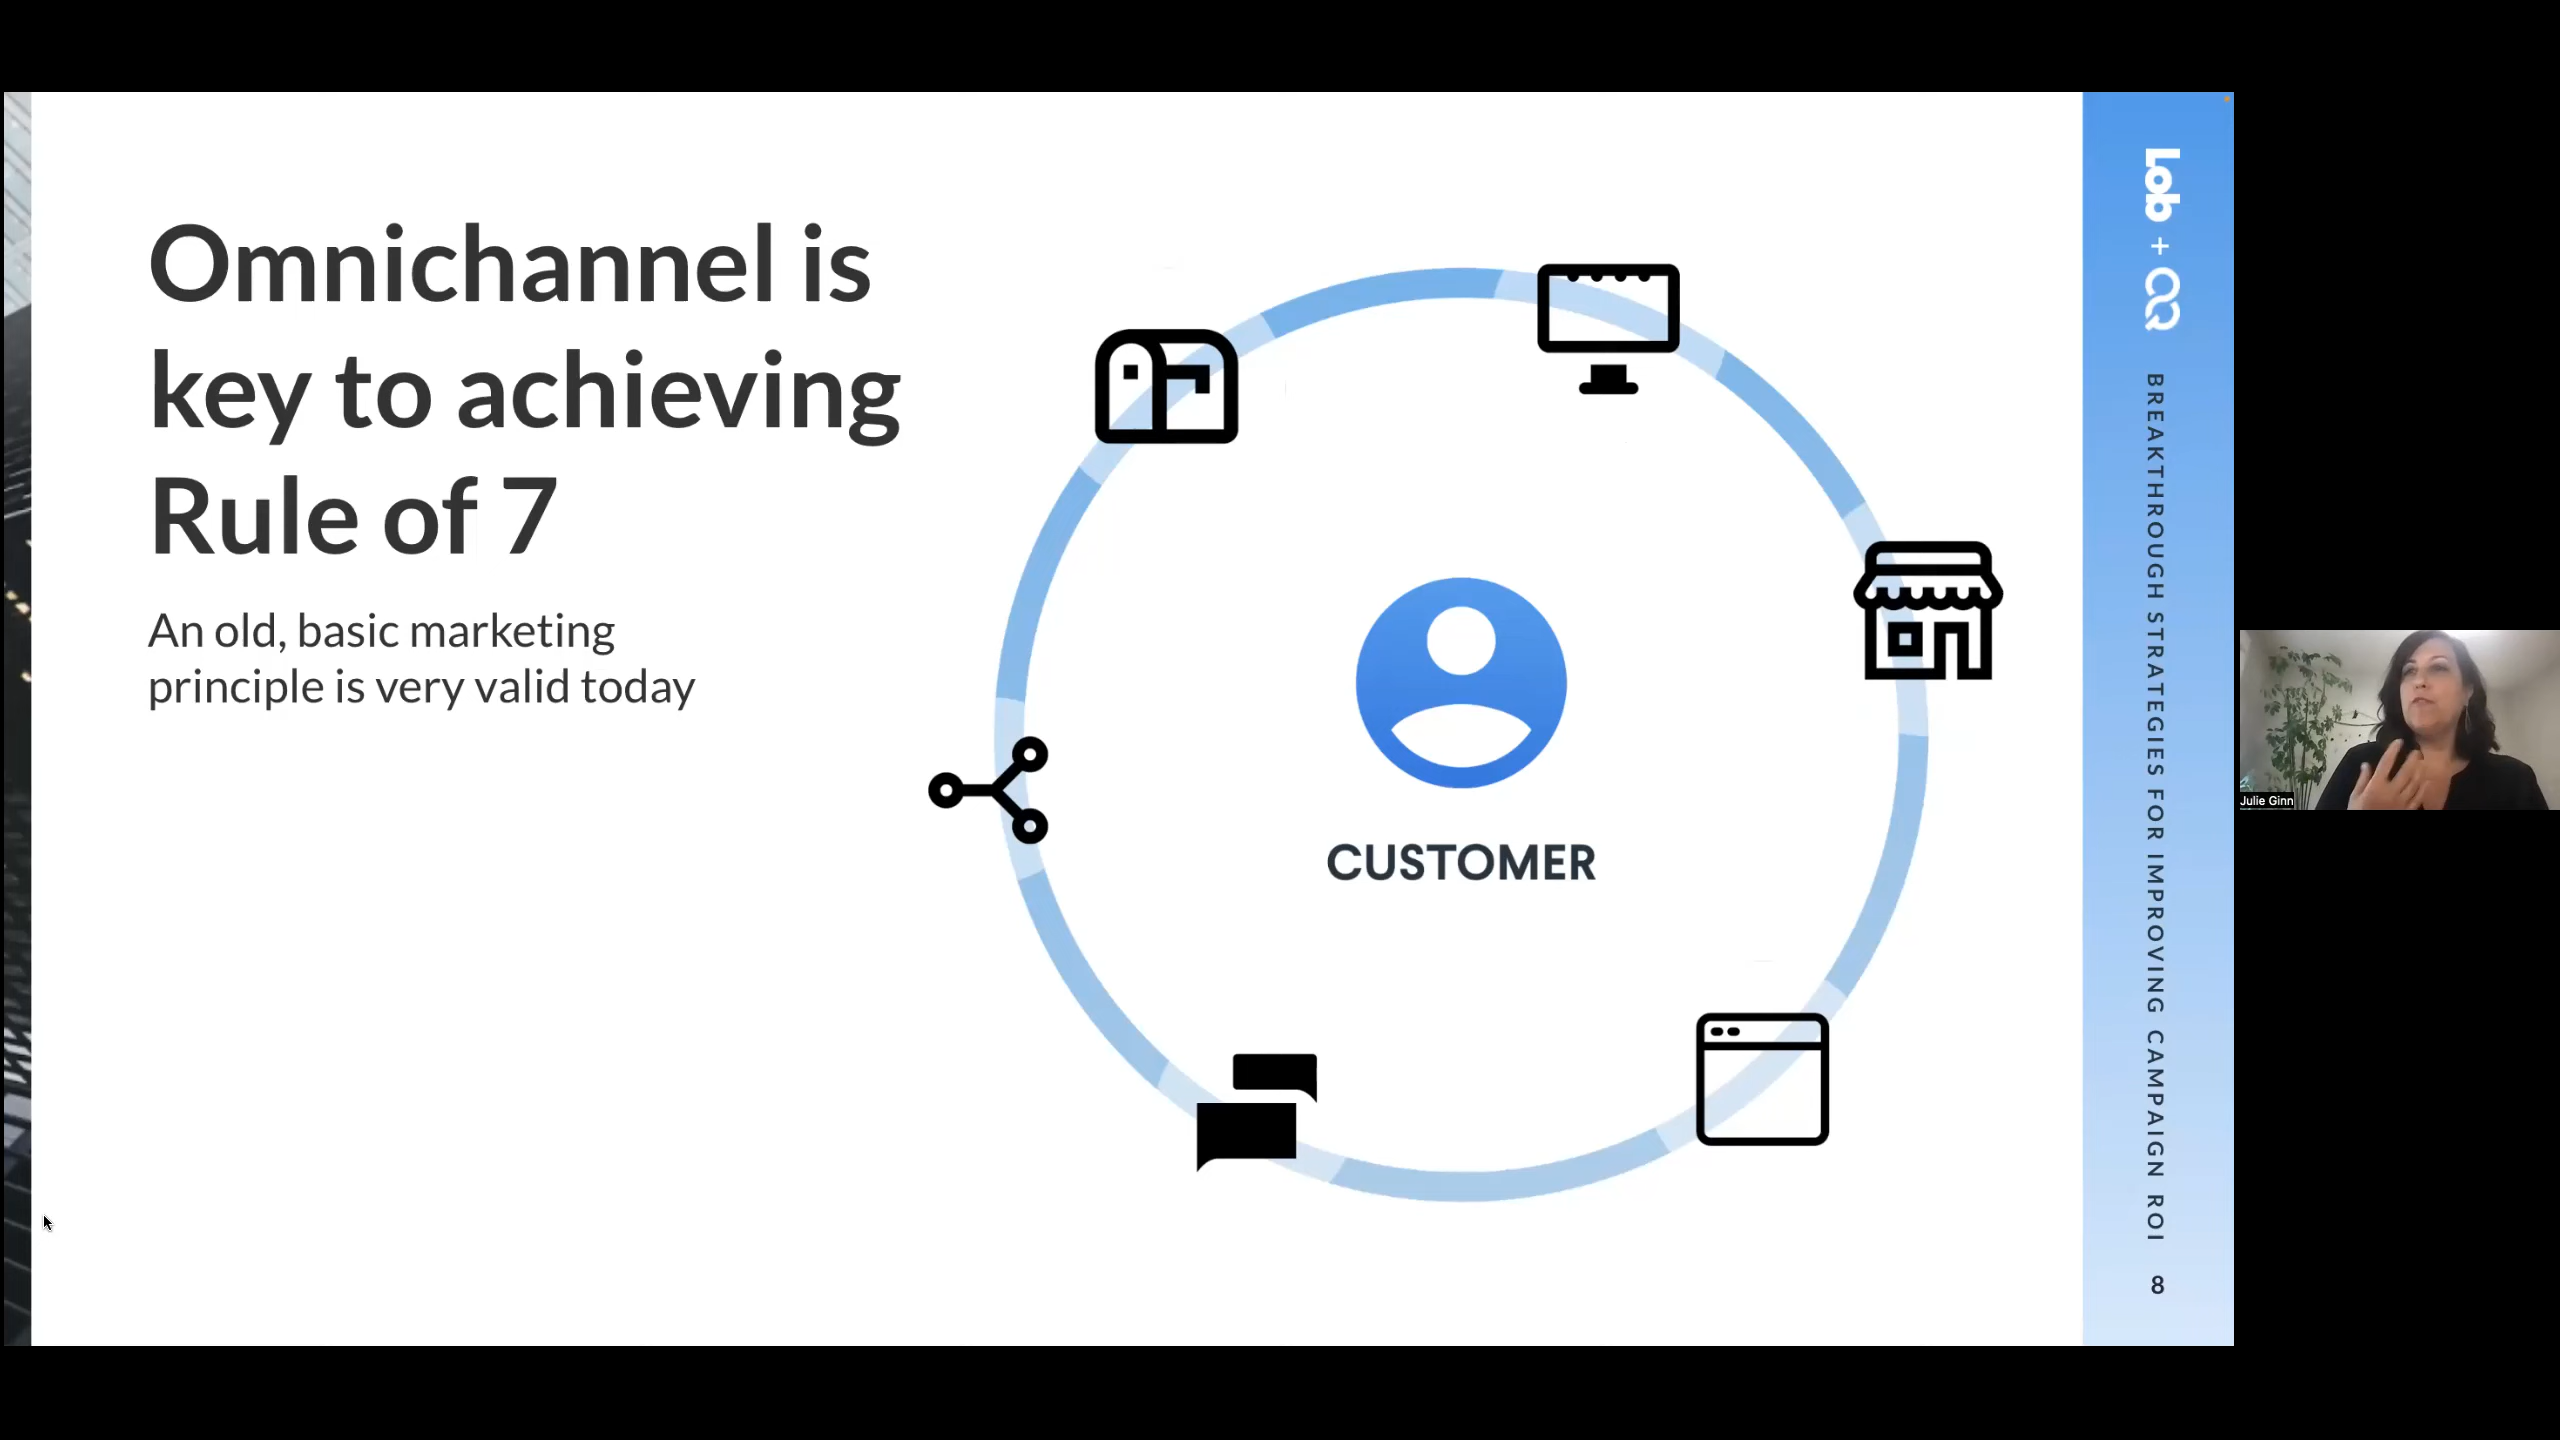 Omnichannel is
key to achieving
Rule of 7
An old, basic marketing
principle is very valid today
CUSTOMER
Lob +
BREAKTHROUGH STRATEGIES FOR IMPROVING CAMPAIGN ROI 8
Julie Ginn